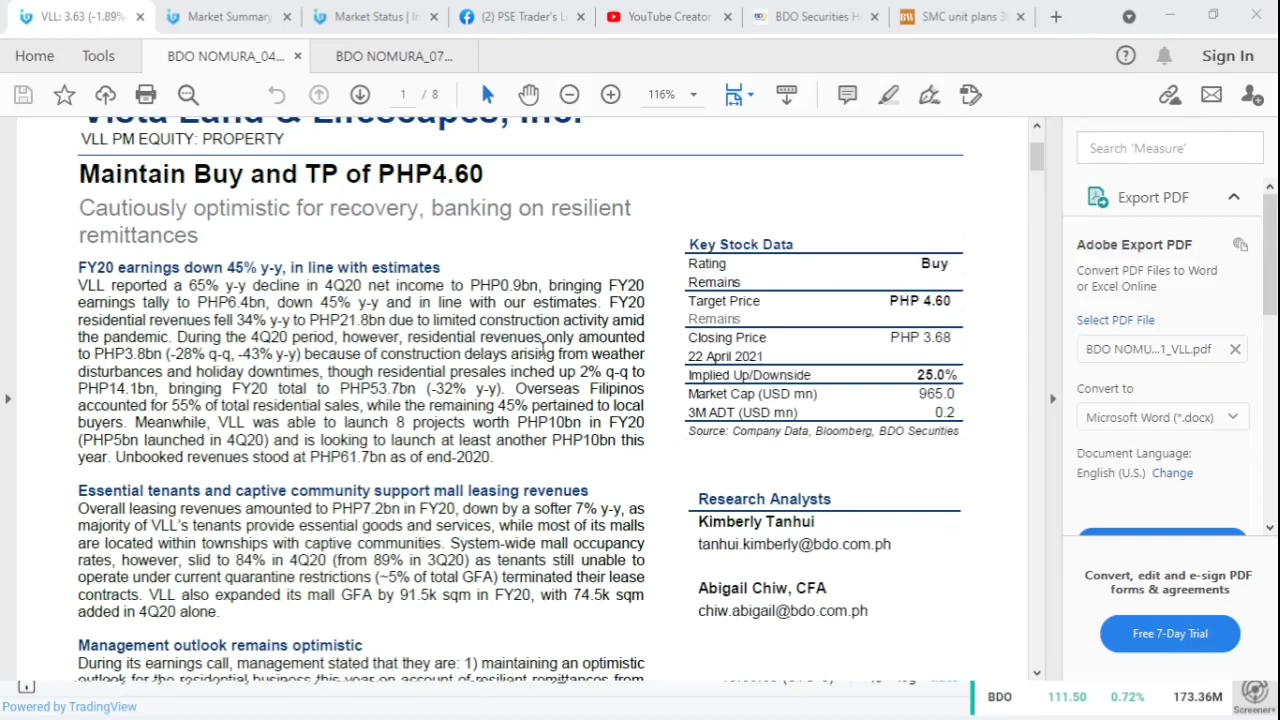 VLL: 3.63 (-1.89%
Market Summary
Market Status | In
(2) PSE Trader's L
YouTube Creator
BDO Securities H
SMC unit plans 3
Home
Tools
BDO NOMURA_04...
BDO NOMURA_07...
Sign In
1 / 8
116%
Vista Land & Lifescapes, Inc.
VLL PM EQUITY: PROPERTY
Maintain Buy and TP of PHP4.60
Cautiously optimistic for recovery, banking on resilient
remittances
FY20 earnings down 45% y-y, in line with estimates
VLL reported a 65% y-y decline in 4Q20 net income to PHP0.9bn, bringing FY20
earnings tally to PHP6.4bn, down 45% y-y and in line with our estimates. FY20
residential revenues fell 34% y-y to PHP21.8bn due to limited construction activity amid
the pandemic. During the 4Q20 period, however, residential revenues only amounted
to PHP3.8bn (-28% q-q, -43% y-y) because of construction delays arising from weather
disturbances and holiday downtimes, though residential presales inched up 2% q-q to
PHP14.1bn, bringing FY20 total to PHP53.7bn (-32% y-y). Overseas Filipinos
accounted for 55% of total residential sales, while the remaining 45% pertained to local
buyers. Meanwhile, VLL was able to launch 8 projects worth PHP10bn in FY20
(PHP5bn launched in 4Q20) and is looking to launch at least another PHP10bn this
year. Unbooked revenues stood at PHP61.7bn as of end-2020.
Essential tenants and captive community support mall leasing revenues
Overall leasing revenues amounted to PHP7.2bn in FY20, down by a softer 7% y-y, as
majority of VLL's tenants provide essential goods and services, while most of its malls
are located within townships with captive communities. System-wide mall occupancy
rates, however, slid to 84% in 4Q20 (from 89% in 3Q20) as tenants still unable to
operate under current quarantine restrictions (~5% of total GFA) terminated their lease
contracts. VLL also expanded its mall GFA by 91.5k sqm in FY20, with 74.5k sqm
added in 4Q20 alone.
Management outlook remains optimistic
During its earnings call, management stated that they are: 1) maintaining an optimistic
outlook for the residential business this year on account of resilient remittances from
Key Stock Data
Rating Buy
Remains
Target Price PHP 4.60
Remains
Closing Price PHP 3.68
22 April 2021
Implied Up/Downside 25.0%
Market Cap (USD mn) 965.0
3M ADT (USD mn) 0.2
Source: Company Data, Bloomberg, BDO Securities
Research Analysts
Kimberly Tanhui
tanhui.kimberly@bdo.com.ph
Abigail Chiw, CFA
chiw.abigail@bdo.com.ph
Search 'Measure'
Export PDF
Adobe Export PDF
Convert PDF Files to Word
or Excel Online
Select PDF File
BDO NOMU...1_VLL.pdf
Convert to
Microsoft Word (*.docx)
Document Language:
English (U.S.) Change
Convert, edit and e-sign PDF
forms & agreements
Free 7-Day Trial
Powered by TradingView
BDO 111.50 0.72% 173.36M
Screener+